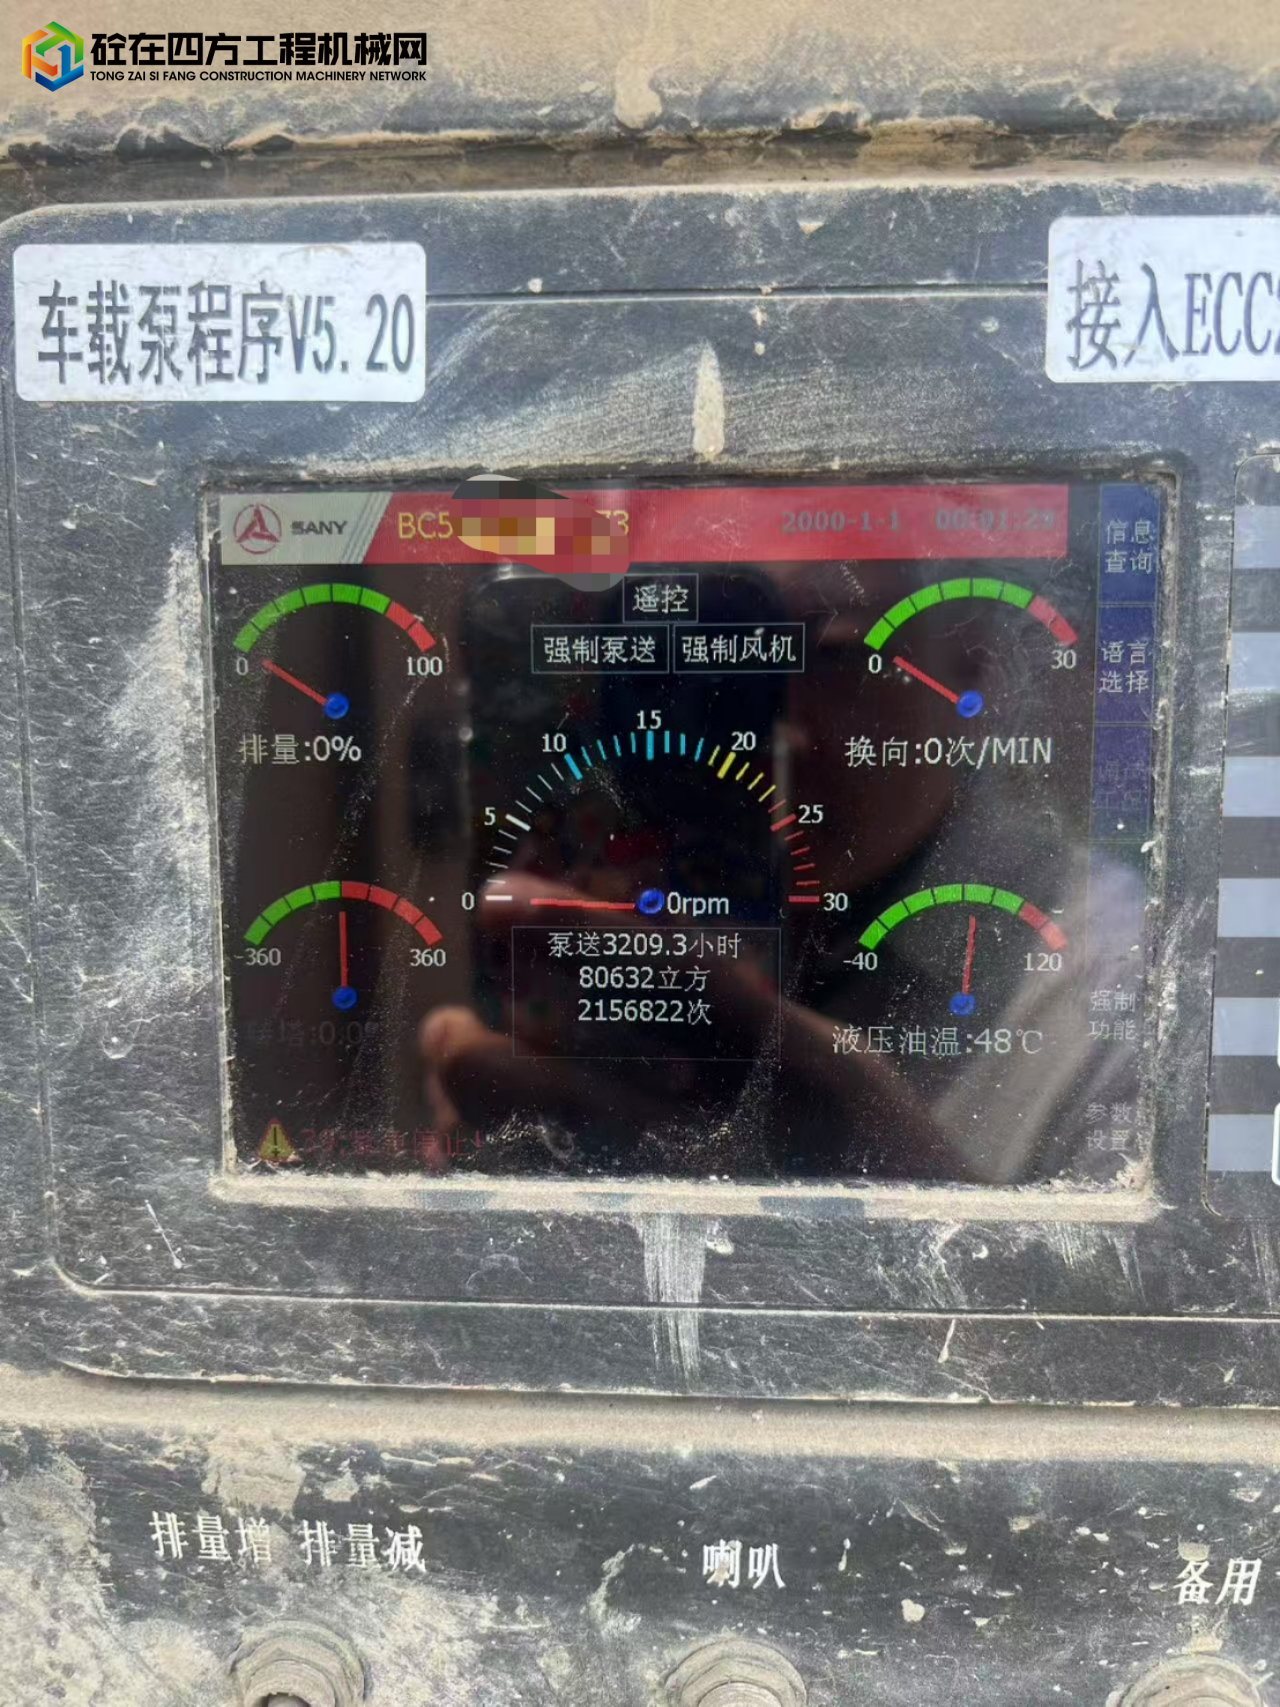 砼在四方工程机械网
TONG ZAI SI FANG CONSTRUCTION MACHINERY NETWORK
车载泵程序V5.20
接入ECC
SANY
BC5
73
2000-1-1 00:01:29
信息
查询
语言
选择
遥控
强制泵送
强制风机
0
100
排量:0%
0
30
换向:0次/MIN
0
5
10
15
20
25
30
0rpm
泵送3209.3小时
80632立方
2156822次
-360
360
-40
120
液压油温:48℃
强制
功能
参数
设置
排量增
排量减
喇叭
备用